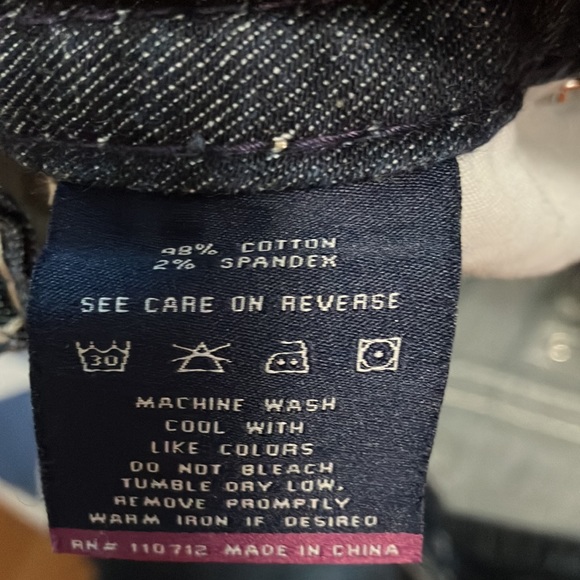 98% COTTON
2% SPANDEX
SEE CARE ON REVERSE
30
MACHINE WASH
COOL WITH
LIKE COLORS
DO NOT BLEACH
TUMBLE DRY LOW.
REMOVE PROMPTLY
WARM IRON IF DESIRED
RN# 110712 MADE IN CHINA